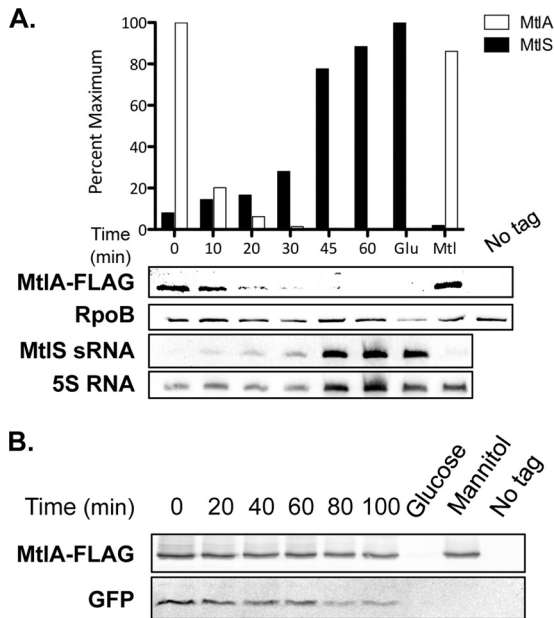 A.
MtlA
MtlS
Percent Maximum
100
80
60
40
20
0
Time (min) 0 10 20 30 45 60 Glu Mtl No tag
MtlA-FLAG
RpoB
MtlS sRNA
5S RNA
B.
Time (min) 0 20 40 60 80 100 Glucose Mannitol No tag
MtlA-FLAG
GFP